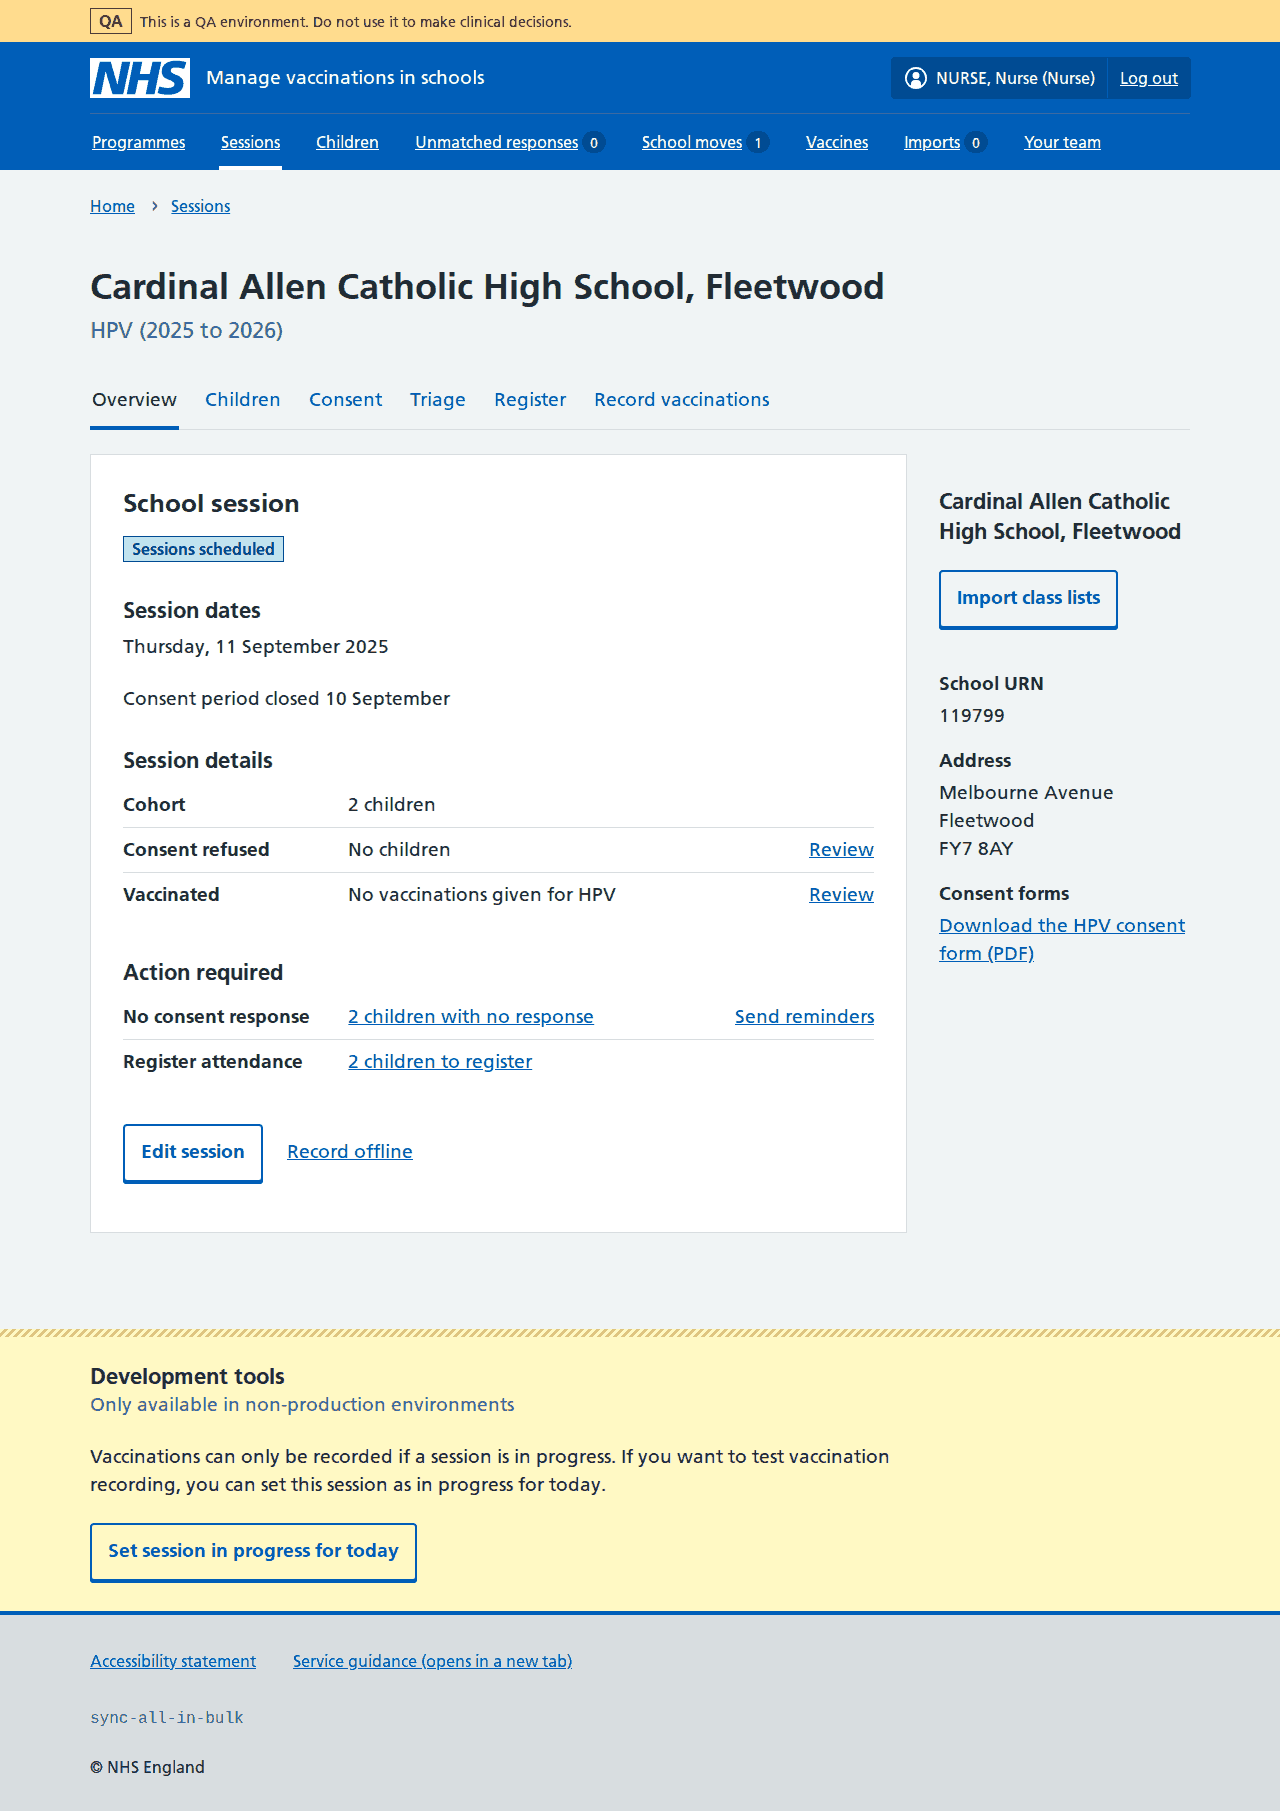 QA This is a QA environment. Do not use it to make clinical decisions.
NHS Manage vaccinations in schools NURSE, Nurse (Nurse) Log out
Programmes Sessions Children Unmatched responses 0 School moves 1 Vaccines Imports 0 Your team
Home › Sessions
Cardinal Allen Catholic High School, Fleetwood
HPV (2025 to 2026)
Overview Children Consent Triage Register Record vaccinations
School session
Sessions scheduled
Session dates
Thursday, 11 September 2025
Consent period closed 10 September
Session details
Cohort 2 children
Consent refused No children Review
Vaccinated No vaccinations given for HPV Review
Action required
No consent response 2 children with no response Send reminders
Register attendance 2 children to register
Edit session Record offline
Cardinal Allen Catholic
High School, Fleetwood
Import class lists
School URN
119799
Address
Melbourne Avenue
Fleetwood
FY7 8AY
Consent forms
Download the HPV consent
form (PDF)
Development tools
Only available in non-production environments
Vaccinations can only be recorded if a session is in progress. If you want to test vaccination
recording, you can set this session as in progress for today.
Set session in progress for today
Accessibility statement Service guidance (opens in a new tab)
sync-all-in-bulk
© NHS England